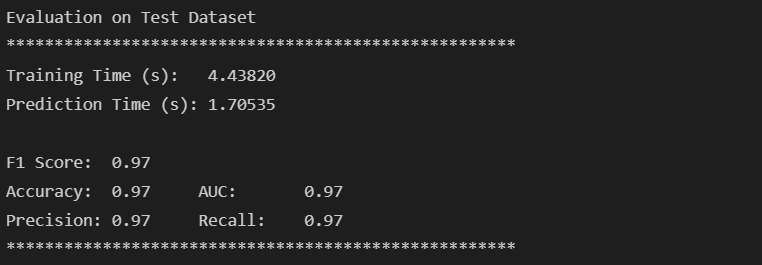 Evaluation on Test Dataset
*****************************************************
Training Time (s):   4.43820
Prediction Time (s): 1.70535
F1 Score:  0.97
Accuracy:  0.97     AUC:       0.97
Precision: 0.97     Recall:    0.97
*****************************************************